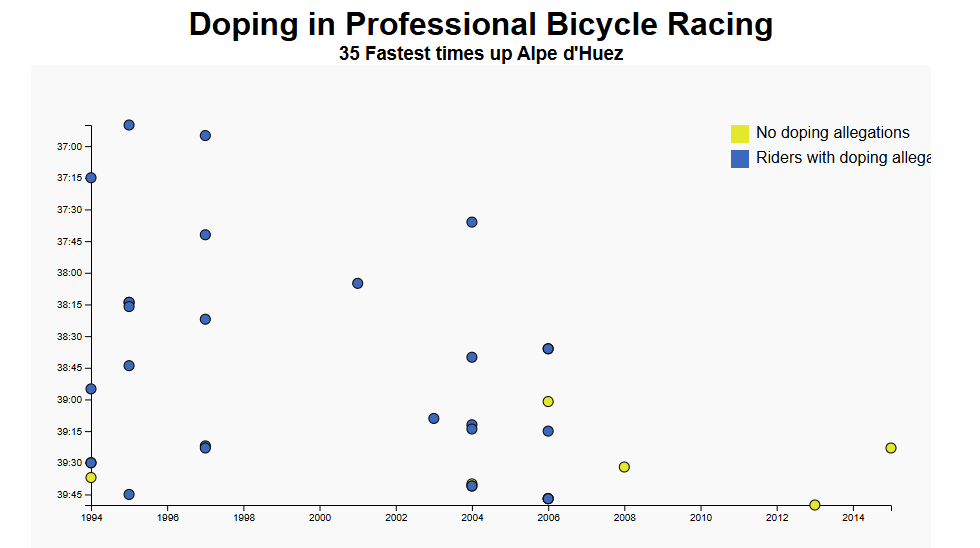 Doping in Professional Bicycle Racing
35 Fastest times up Alpe d'Huez
No doping allegations
Riders with doping allega
37:00
37:15
37:30
37:45
38:00
38:15
38:30
38:45
39:00
39:15
39:30
39:45
1994 1996 1998 2000 2002 2004 2006 2008 2010 2012 2014